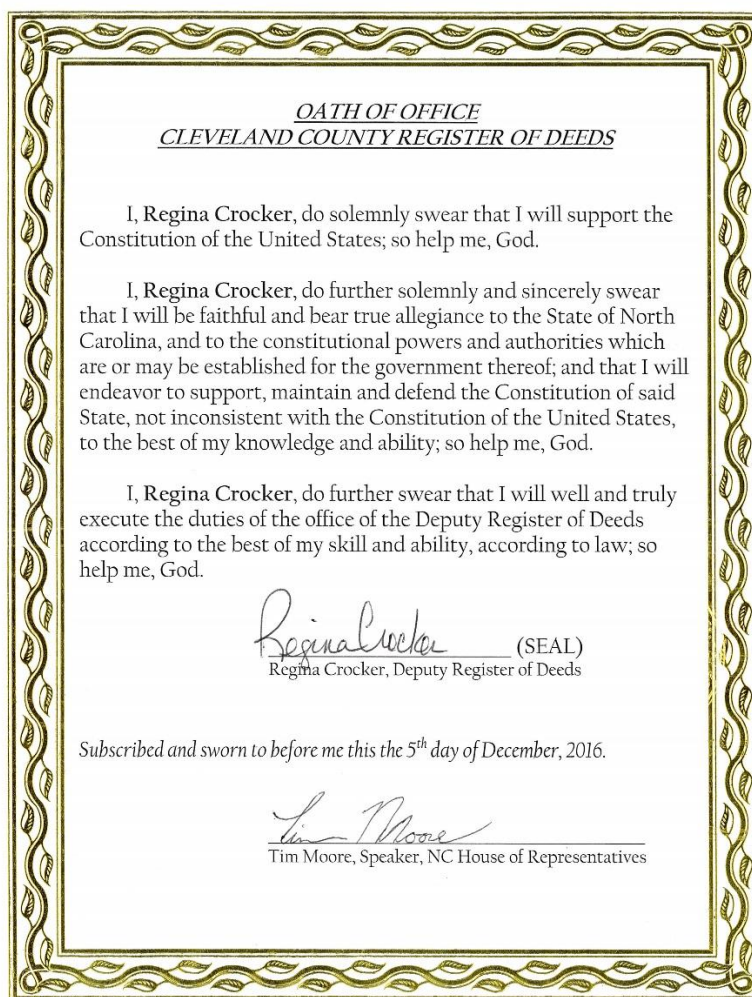 OATH OF OFFICE
CLEVELAND COUNTY REGISTER OF DEEDS
I, Regina Crocker, do solemnly swear that I will support the
Constitution of the United States; so help me, God.
I, Regina Crocker, do further solemnly and sincerely swear
that I will be faithful and bear true allegiance to the State of North
Carolina, and to the constitutional powers and authorities which
are or may be established for the government thereof; and that I will
endeavor to support, maintain and defend the Constitution of said
State, not inconsistent with the Constitution of the United States,
to the best of my knowledge and ability; so help me, God.
I, Regina Crocker, do further swear that I will well and truly
execute the duties of the office of the Deputy Register of Deeds
according to the best of my skill and ability, according to law; so
help me, God.
Regina Crocker (SEAL)
Regina Crocker, Deputy Register of Deeds
Subscribed and sworn to before me this the 5th day of December, 2016.
Tim Moore
Tim Moore, Speaker, NC House of Representatives